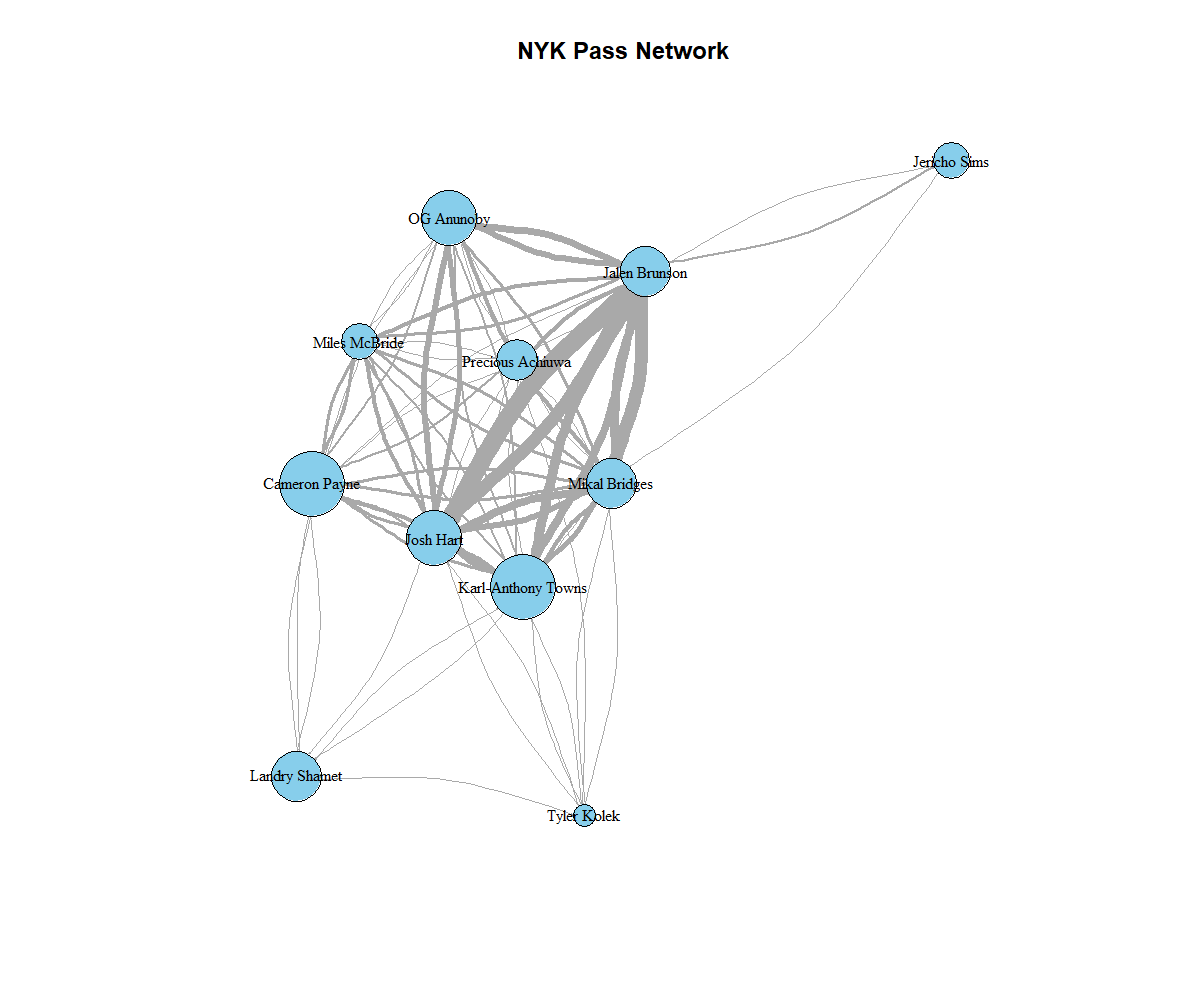 NYK Pass Network
Jericho Sims
OG Anunoby
Jalen Brunson
Miles McBride
Precious Achiuwa
Cameron Payne
Mikal Bridges
Josh Hart
Karl-Anthony Towns
Landry Shamet
Tyler Kolek